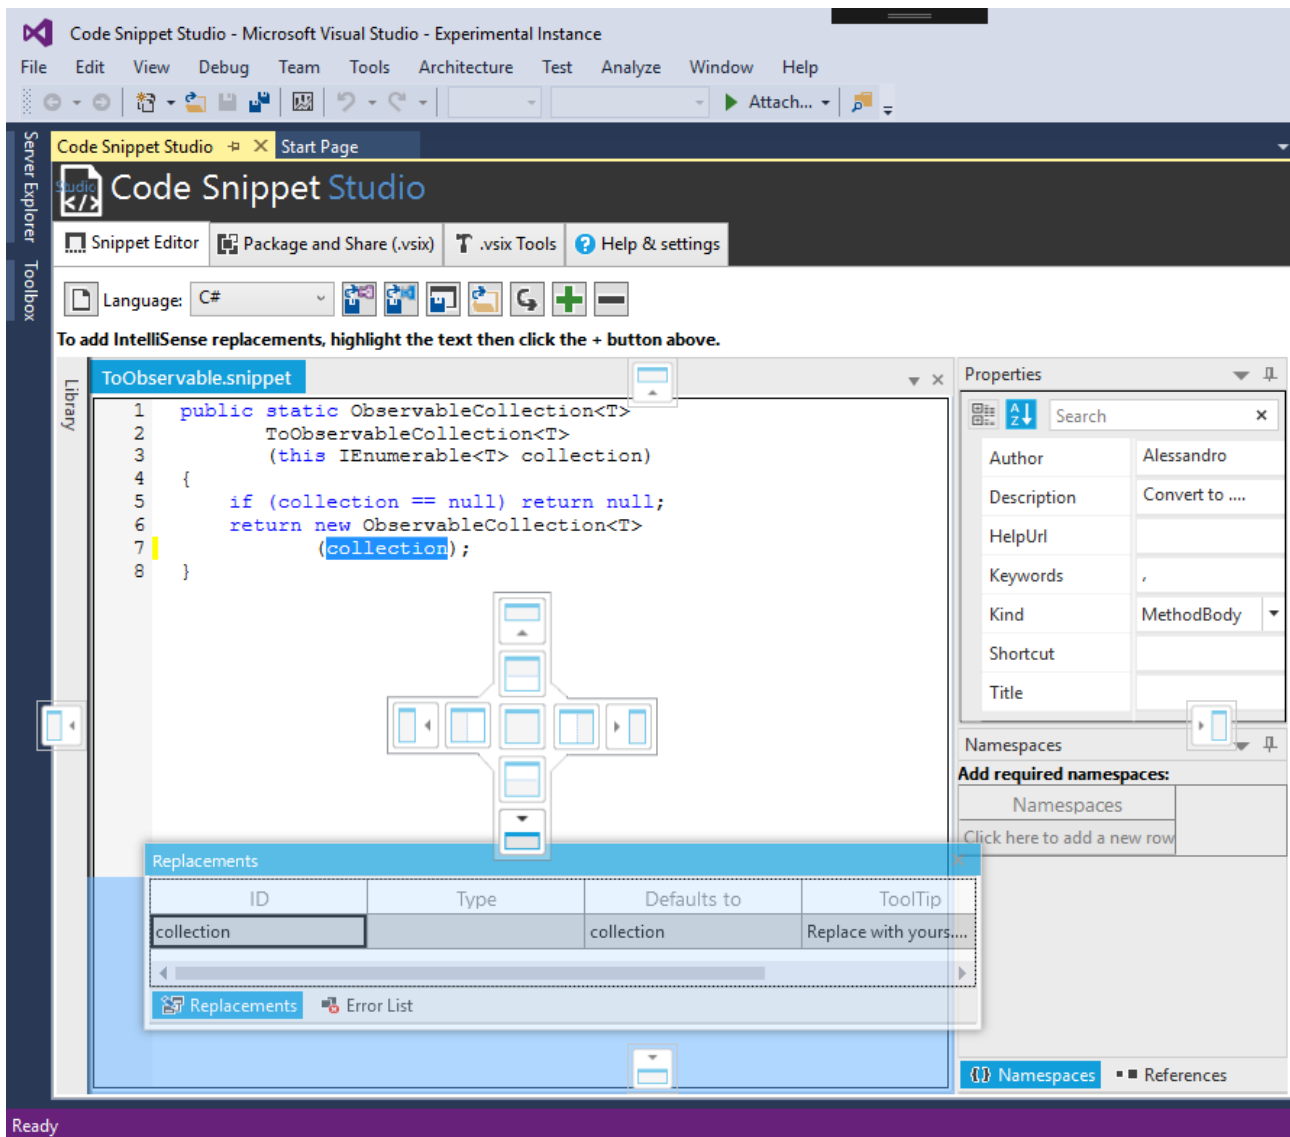 Code Snippet Studio - Microsoft Visual Studio - Experimental Instance
File Edit View Debug Team Tools Architecture Test Analyze Window Help
Attach...
Server Explorer
Toolbox
Code Snippet Studio Start Page
Studio
</>
Code Snippet Studio
Snippet Editor Package and Share (.vsix) .vsix Tools ? Help & settings
Language: C#
To add IntelliSense replacements, highlight the text then click the + button above.
Library
ToObservable.snippet
1 public static ObservableCollection<T>
2 ToObservableCollection<T>
3 (this IEnumerable<T> collection)
4 {
5 if (collection == null) return null;
6 return new ObservableCollection<T>
7 (collection);
8 }
Properties
A Z Search
Author Alessandro
Description Convert to ....
HelpUrl
Keywords ,
Kind MethodBody
Shortcut
Title
Namespaces
Add required namespaces:
Namespaces
Click here to add a new row
Replacements
ID Type Defaults to ToolTip
collection collection Replace with yours....
Replacements Error List
{} Namespaces References
Ready